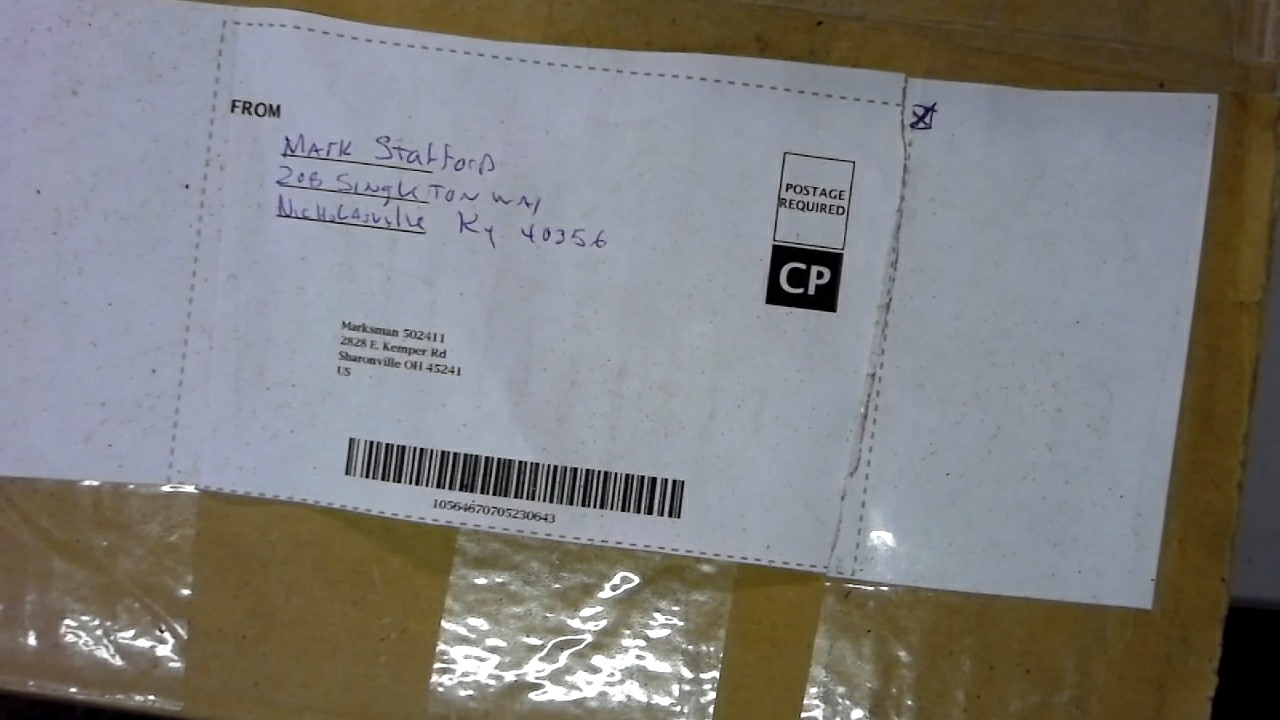 FROM
Mark Stafford
208 Singleton Way
Nicholasville Ky 40356
POSTAGE
REQUIRED
CP
Marksman 502411
2828 E. Kemper Rd
Sharonville OH 45241
US
10564670705230643